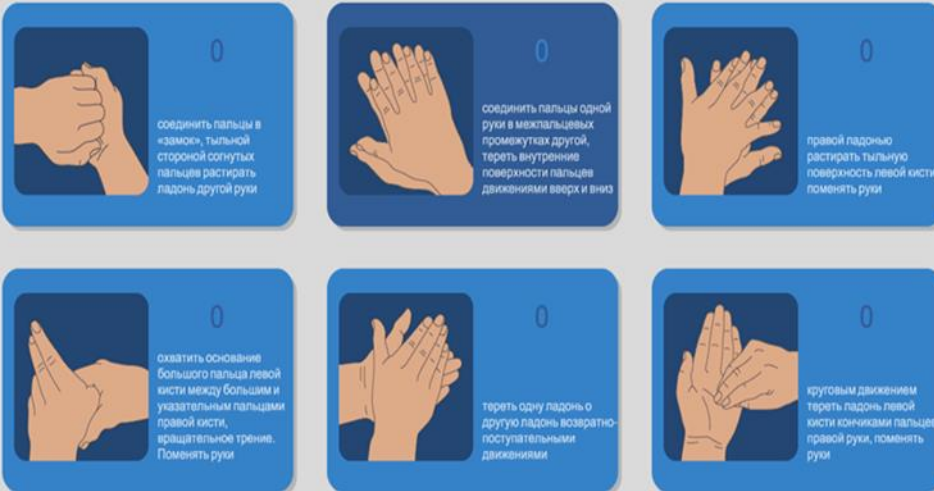 0
соединить пальцы в
«замок», тыльной
стороной согнутых
пальцев растирать
ладонь другой руки
0
соединить пальцы одной
руки в межпальцевых
промежутках другой,
тереть внутренние
поверхности пальцев
движениями вверх и вниз
0
правой ладонью
растирать тыльную
поверхность левой кисти
поменять руки
0
охватить основание
большого пальца левой
кисти между большим и
указательным пальцами
правой кисти,
вращательное трение.
Поменять руки
0
тереть одну ладонь о
другую ладонь возвратно-
поступательными
движениями
0
круговым движением
тереть ладонь левой
кисти кончиками пальцев
правой руки, поменять
руки